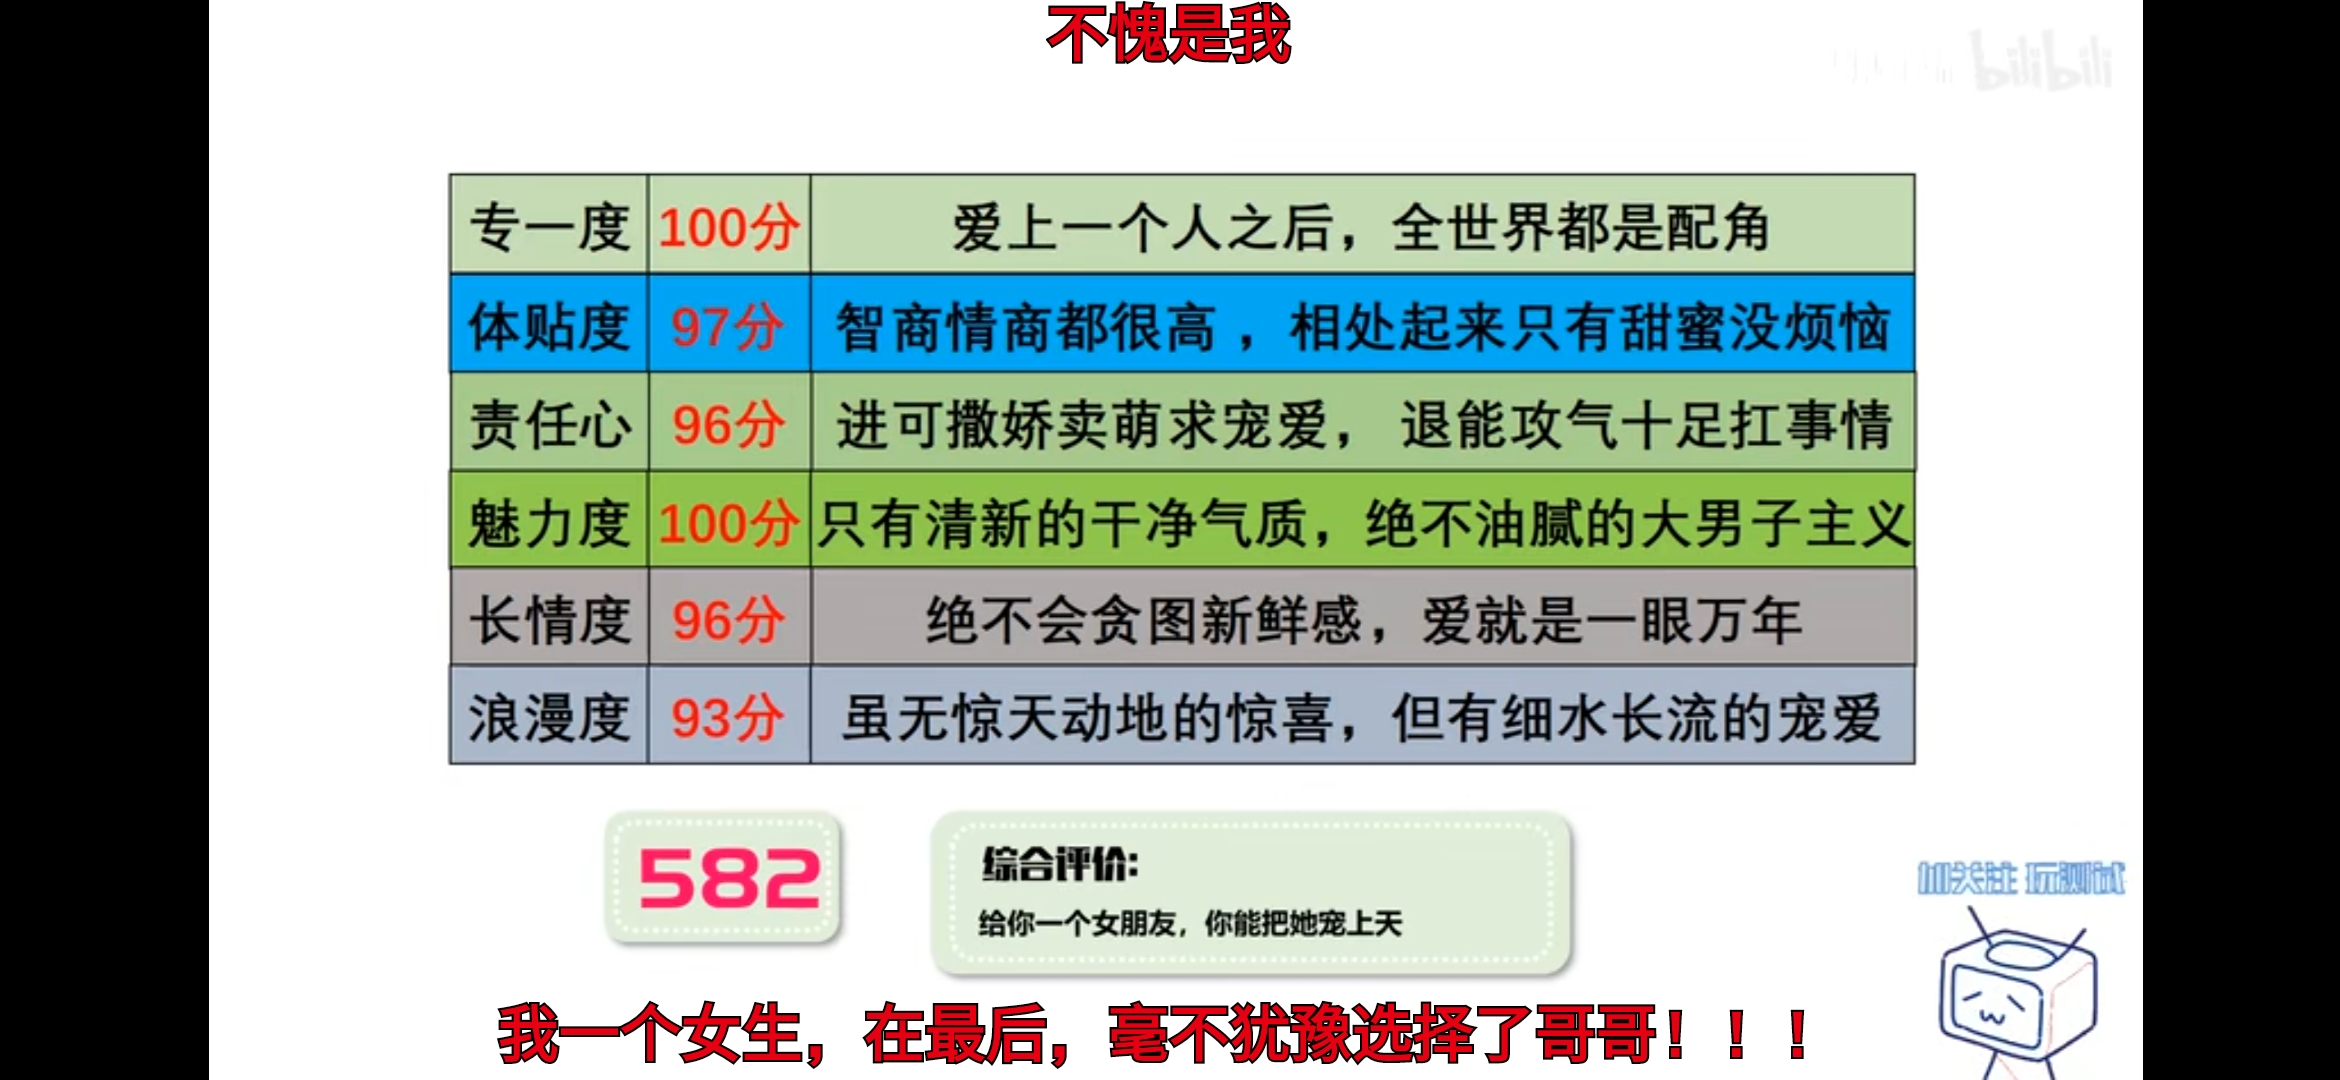 不愧是我
bilibili
专一度 100分 爱上一个人之后，全世界都是配角
体贴度 97分 智商情商都很高，相处起来只有甜蜜没烦恼
责任心 96分 进可撒娇卖萌求宠爱， 退能攻气十足扛事情
魅力度 100分 只有清新的干净气质，绝不油腻的大男子主义
长情度 96分 绝不会贪图新鲜感，爱就是一眼万年
浪漫度 93分 虽无惊天动地的惊喜，但有细水长流的宠爱
582
综合评价:
给你一个女朋友，你能把她宠上天
加关注 玩测试
我一个女生，在最后，毫不犹豫选择了哥哥！！！